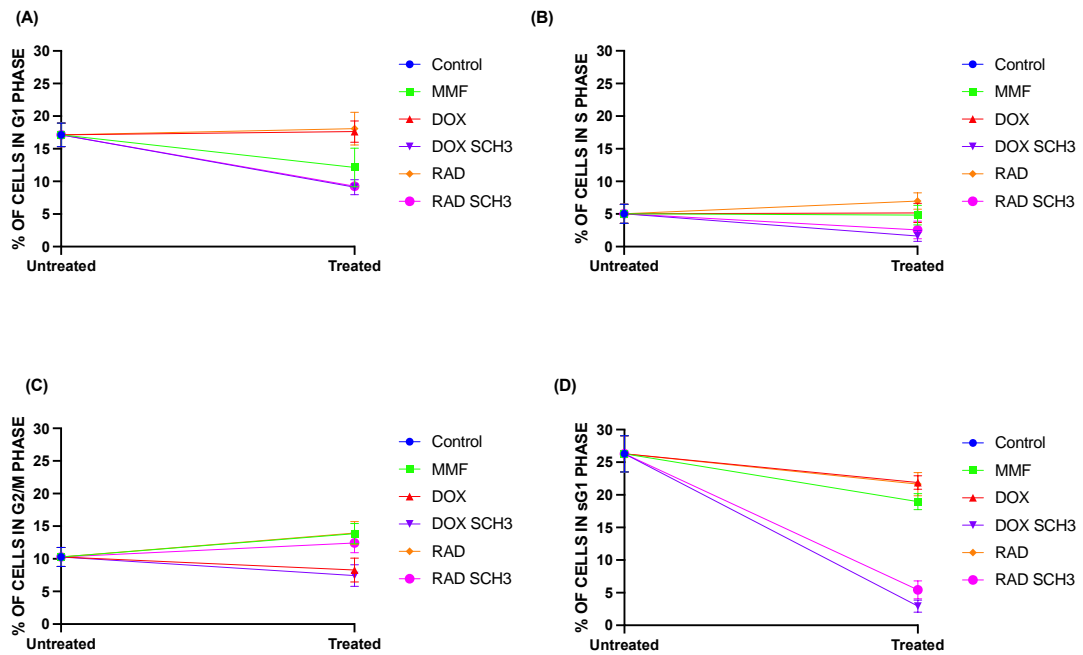 (A)
% OF CELLS IN G1 PHASE
30
25
20
15
10
5
0
Untreated
Treated
Control
MMF
DOX
DOX SCH3
RAD
RAD SCH3
(B)
% OF CELLS IN S PHASE
30
25
20
15
10
5
0
Untreated
Treated
Control
MMF
DOX
DOX SCH3
RAD
RAD SCH3
(C)
% OF CELLS IN G2/M PHASE
30
25
20
15
10
5
0
Untreated
Treated
Control
MMF
DOX
DOX SCH3
RAD
RAD SCH3
(D)
% OF CELLS IN sG1 PHASE
30
25
20
15
10
5
0
Untreated
Treated
Control
MMF
DOX
DOX SCH3
RAD
RAD SCH3